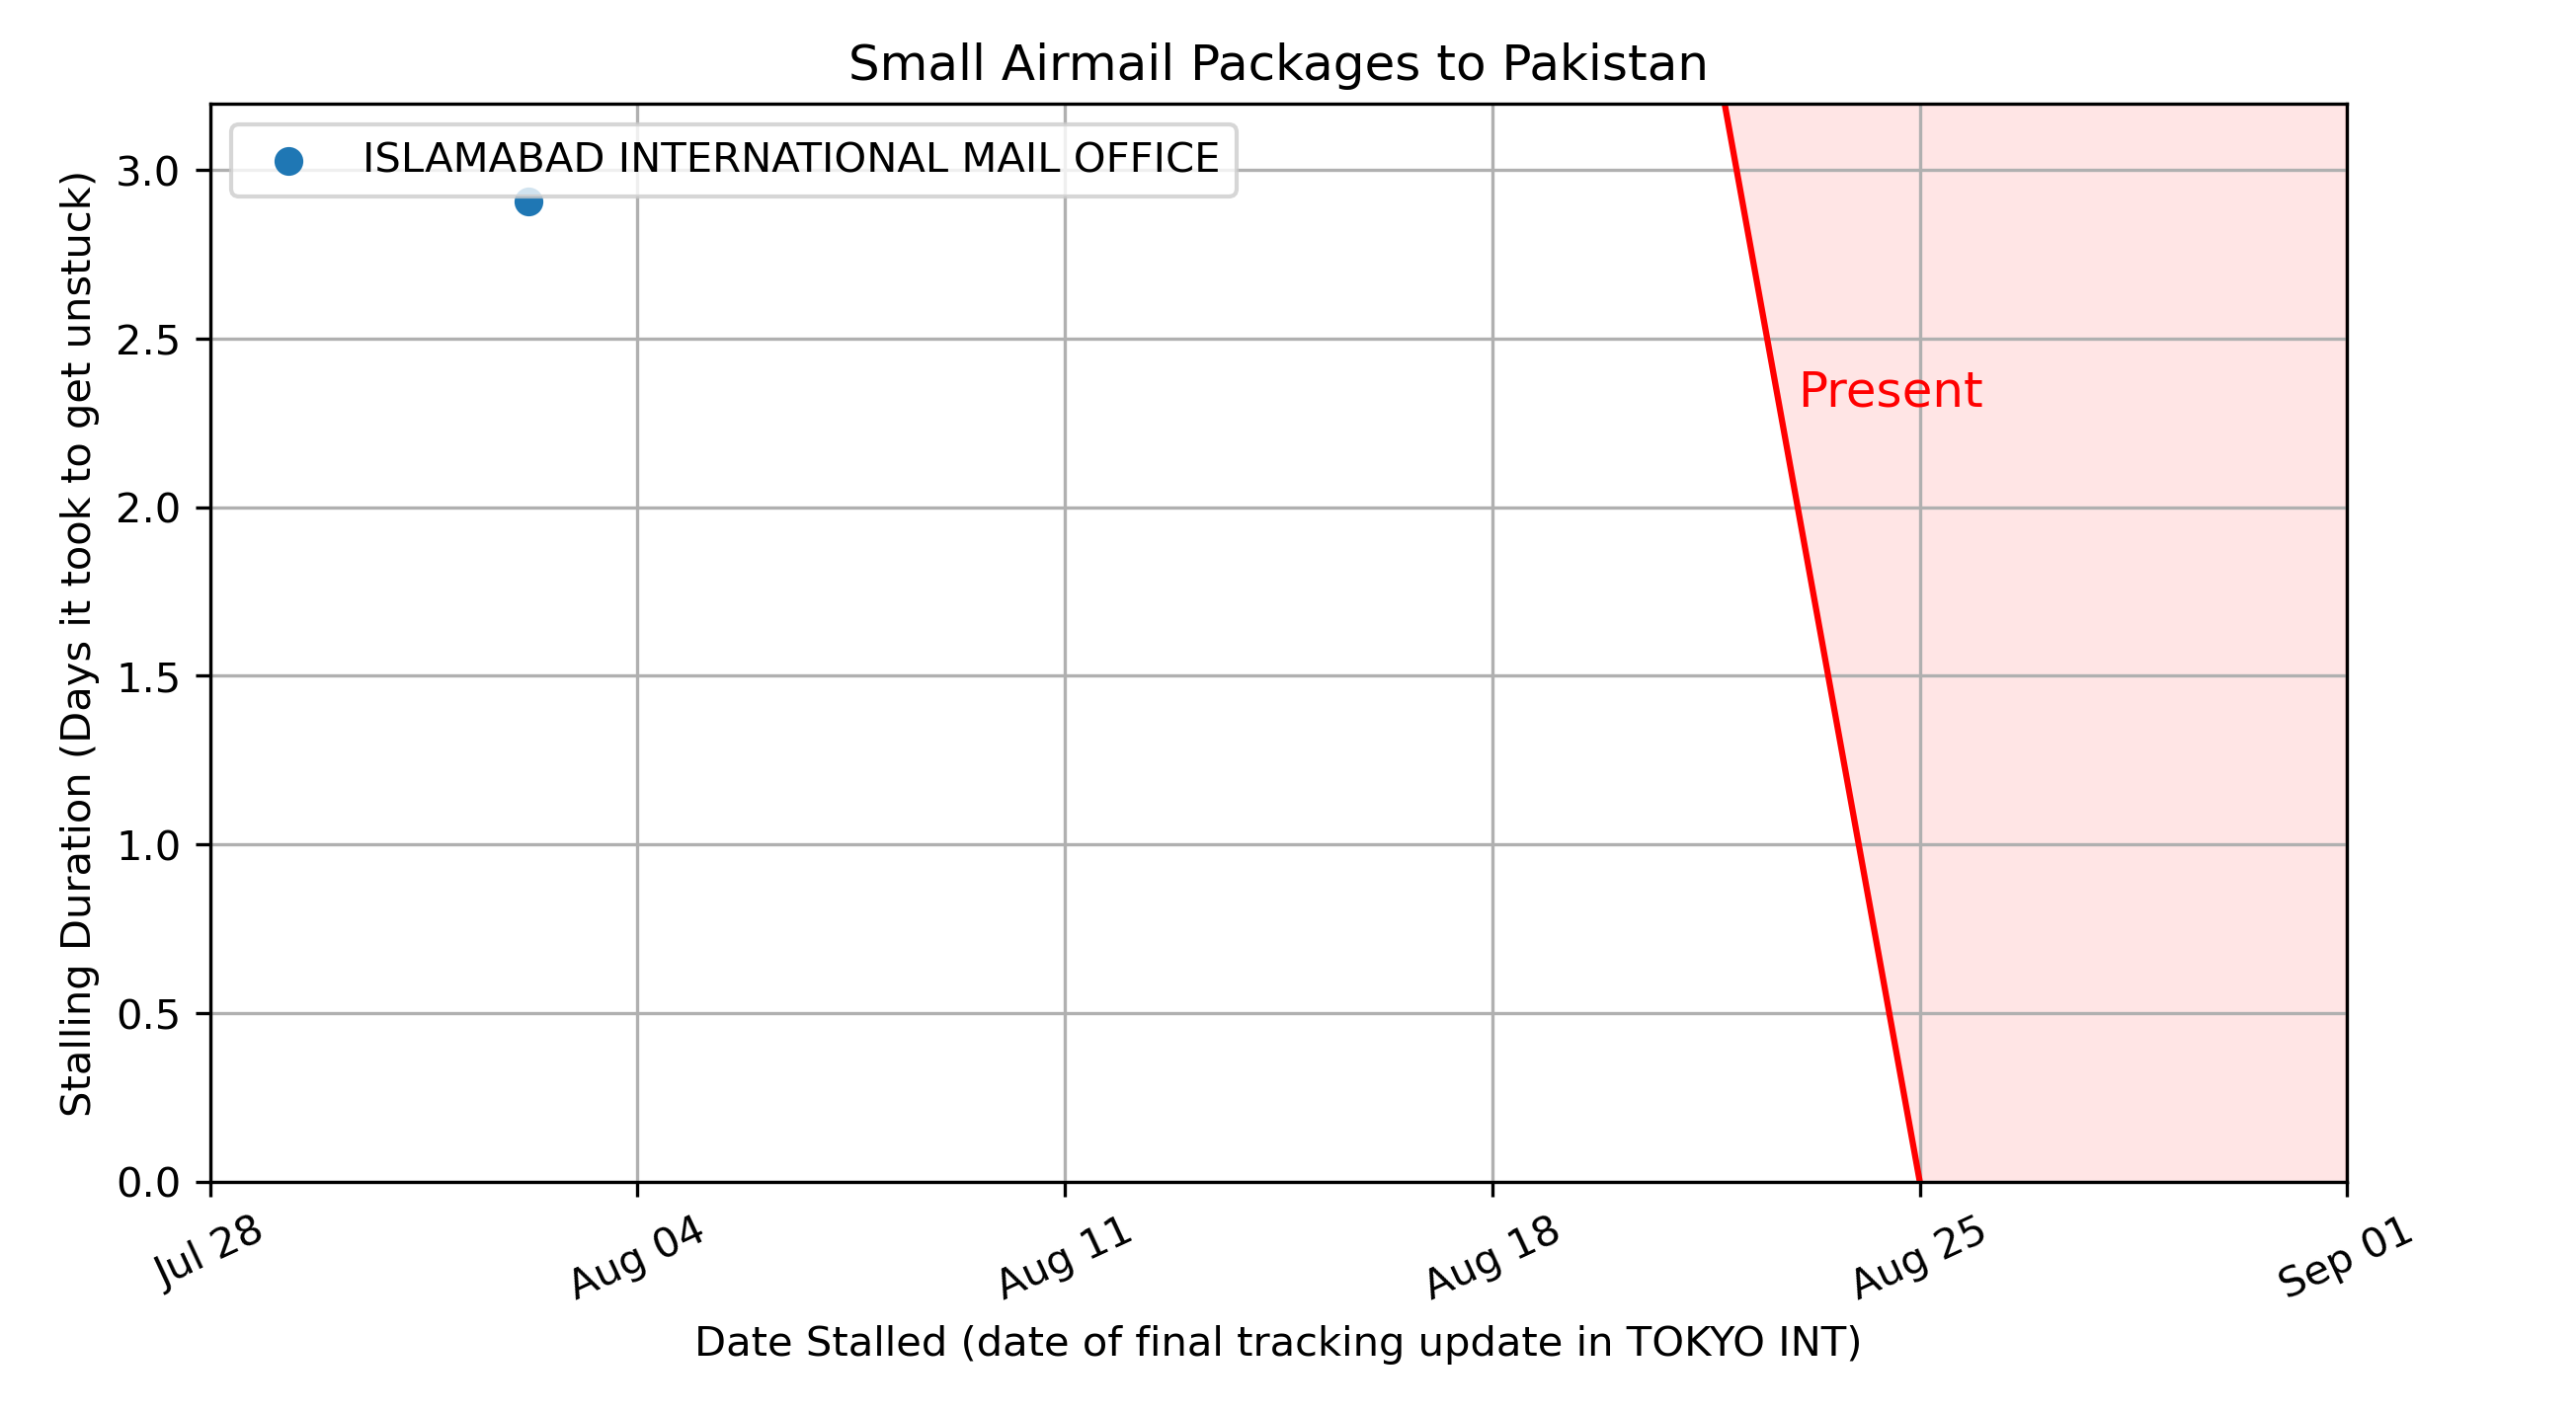 Small Airmail Packages to Pakistan
ISLAMABAD INTERNATIONAL MAIL OFFICE
Stalling Duration (Days it took to get unstuck)
3.0
2.5
2.0
1.5
1.0
0.5
0.0
Present
Jul 28
Aug 04
Aug 11
Aug 18
Aug 25
Sep 01
Date Stalled (date of final tracking update in TOKYO INT)